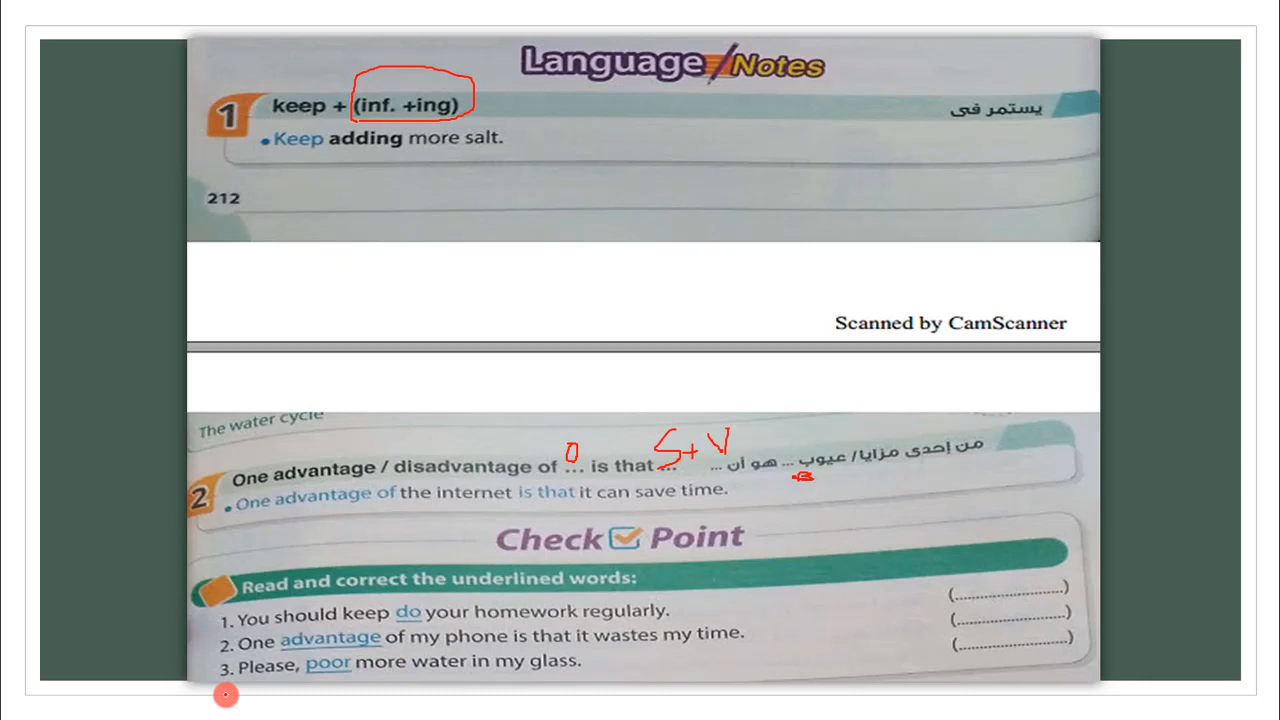 Language Notes
1 keep + (inf. +ing) يستمر فى
• Keep adding more salt.
212
Scanned by CamScanner
The water cycle
O S + V
2 One advantage / disadvantage of ... is that ... من إحدى مزايا / عيوب ... هو أن ...
• One advantage of the internet is that it can save time.
Check Point
Read and correct the underlined words:
1. You should keep do your homework regularly. (..............................)
2. One advantage of my phone is that it wastes my time. (..............................)
3. Please, poor more water in my glass. (..............................)